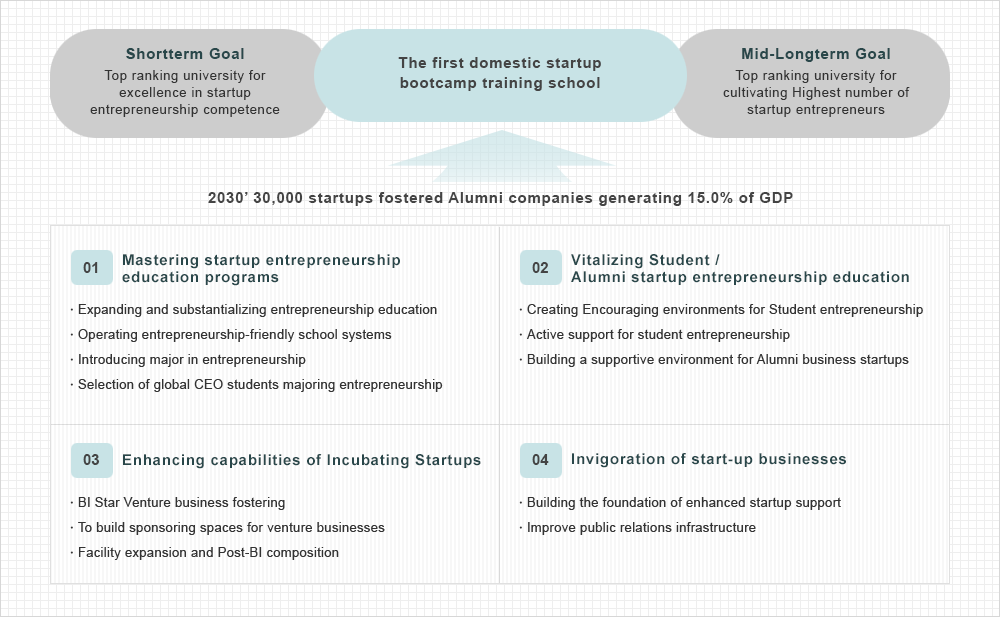 Shortterm Goal
Top ranking university for
excellence in startup
entrepreneurship competence
The first domestic startup
bootcamp training school
Mid-Longterm Goal
Top ranking university for
cultivating Highest number of
startup entrepreneurs
2030’ 30,000 startups fostered Alumni companies generating 15.0% of GDP
01
Mastering startup entrepreneurship
education programs
· Expanding and substantializing entrepreneurship education
· Operating entrepreneurship-friendly school systems
· Introducing major in entrepreneurship
· Selection of global CEO students majoring entrepreneurship
02
Vitalizing Student /
Alumni startup entrepreneurship education
· Creating Encouraging environments for Student entrepreneurship
· Active support for student entrepreneurship
· Building a supportive environment for Alumni business startups
03
Enhancing capabilities of Incubating Startups
· BI Star Venture business fostering
· To build sponsoring spaces for venture businesses
· Facility expansion and Post-BI composition
04
Invigoration of start-up businesses
· Building the foundation of enhanced startup support
· Improve public relations infrastructure